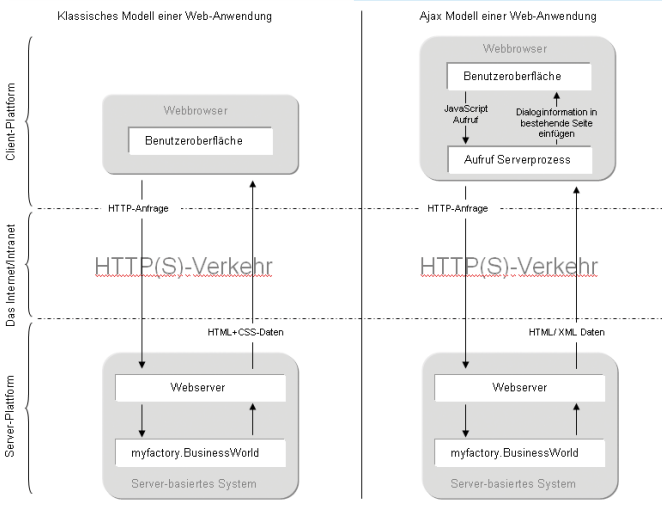 Klassisches Modell einer Web-Anwendung
Ajax Modell einer Web-Anwendung
Client-Plattform
Das Internet/Intranet
Server-Plattform
Webbrowser
Benutzeroberfläche
HTTP-Anfrage
HTTP(S)-Verkehr
HTML+CSS-Daten
Webserver
myfactory.BusinessWorld
Server-basiertes System
Webbrowser
Benutzeroberfläche
JavaScript
Aufruf
Dialoginformation in
bestehende Seite
einfügen
Aufruf Serverprozess
HTTP-Anfrage
HTTP(S)-Verkehr
HTML/ XML Daten
Webserver
myfactory.BusinessWorld
Server-basiertes System